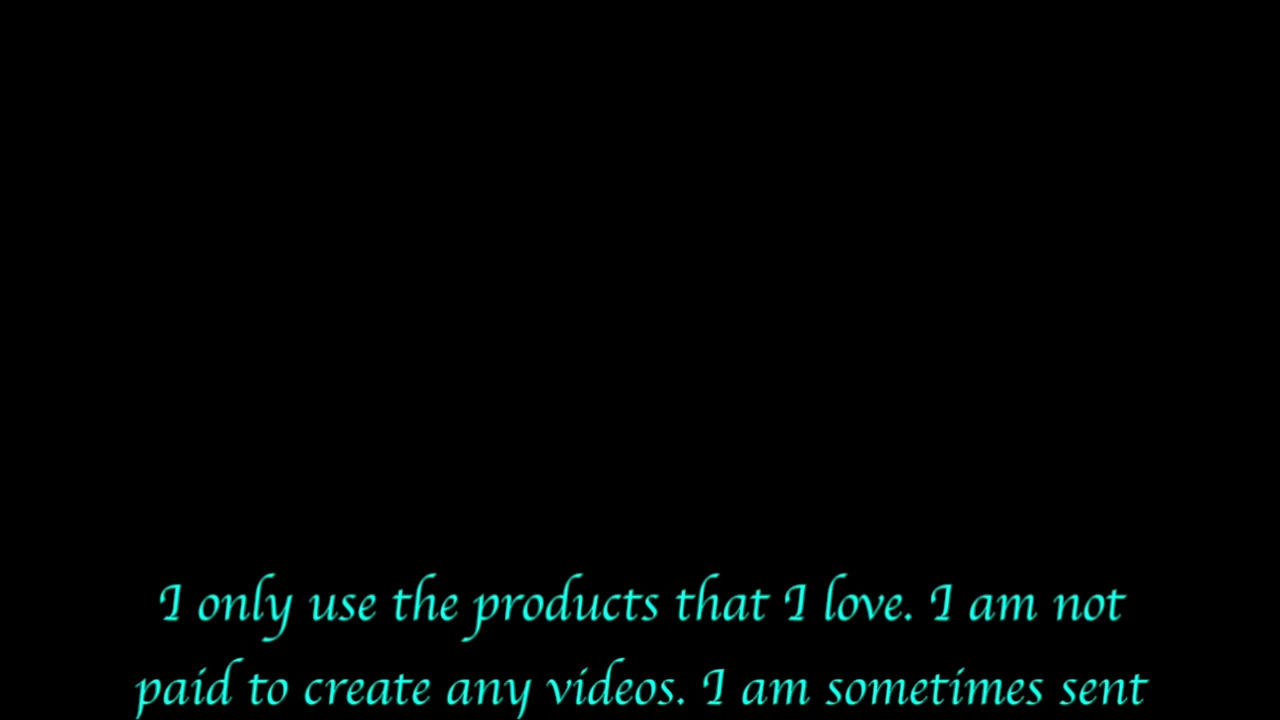 I only use the products that I love. I am not
paid to create any videos. I am sometimes sent